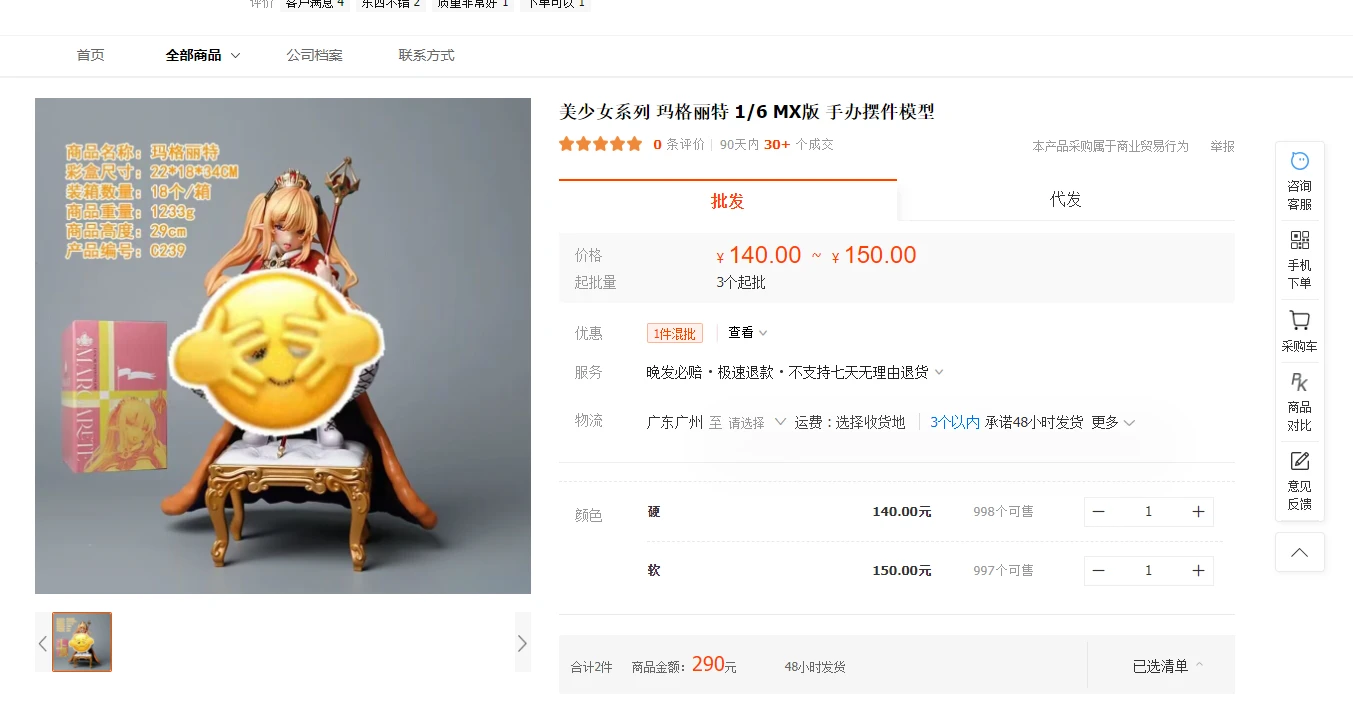 评价 客户满意 4 东西不错 2 质量非常好 1 下单可以 1
首页 全部商品 公司档案 联系方式
商品名称：玛格丽特
彩盒尺寸：22*18*34CM
装箱数量：18个/箱
商品重量：1233g
商品高度：29cm
产品编号：C239
MARGARETE
美少女系列 玛格丽特 1/6 MX版 手办摆件模型
0 条评价 90天内 30+ 个成交 本产品采购属于商业贸易行为 举报
批发 代发
价格 ¥ 140.00 ~ ¥ 150.00
起批量 3个起批
优惠 1件混批 查看
服务 晚发必赔·极速退款·不支持七天无理由退货
物流 广东广州 至 请选择 运费：选择收货地 3个以内 承诺48小时发货 更多
颜色 硬 140.00元 998个可售 — 1 +
软 150.00元 997个可售 — 1 +
合计2件 商品金额：290元 48小时发货 已选清单
咨询
客服
手机
下单
采购车
PK
商品
对比
意见
反馈